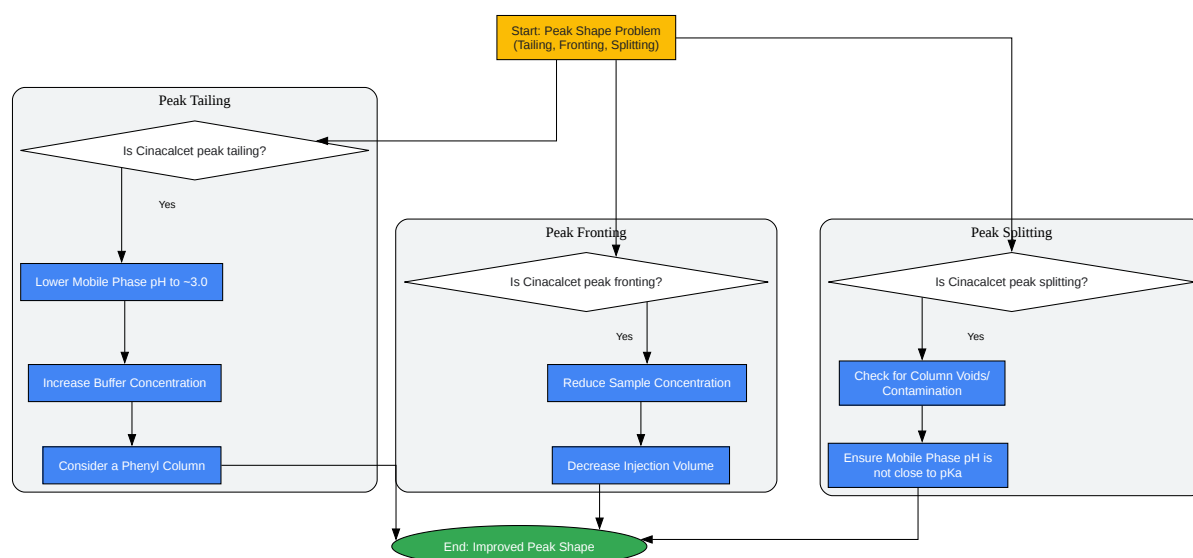 Start: Peak Shape Problem
(Tailing, Fronting, Splitting)
Peak Tailing
Is Cinacalcet peak tailing?
Yes
Lower Mobile Phase pH to ~3.0
Increase Buffer Concentration
Consider a Phenyl Column
Peak Fronting
Is Cinacalcet peak fronting?
Yes
Reduce Sample Concentration
Decrease Injection Volume
Peak Splitting
Is Cinacalcet peak splitting?
Yes
Check for Column Voids/
Contamination
Ensure Mobile Phase pH is
not close to pKa
End: Improved Peak Shape